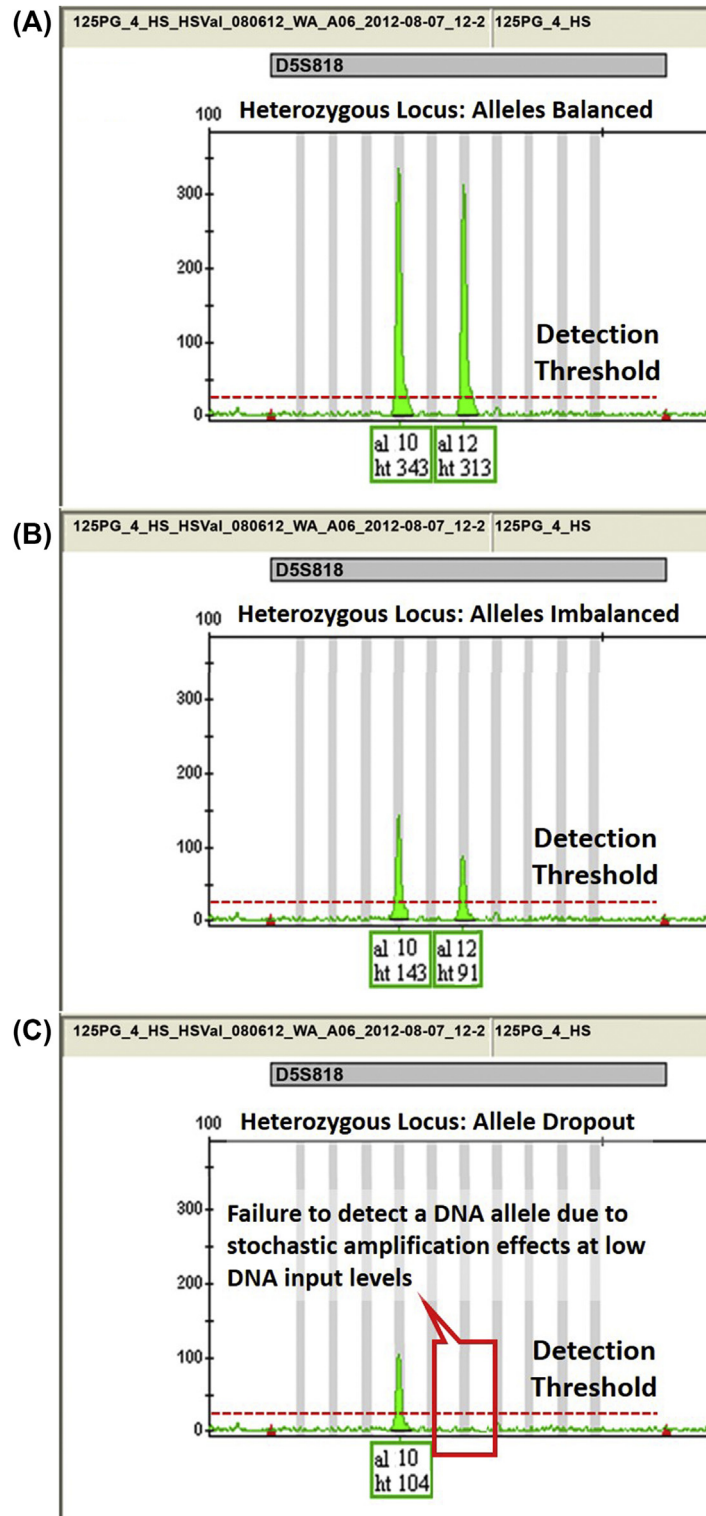 (A)
125PG_4_HS_HSVal_080612_WA_A06_2012-08-07_12-2 125PG_4_HS
D5S818
Heterozygous Locus: Alleles Balanced
100
300
200
100
0
Detection
Threshold
al 10
ht 343
al 12
ht 313
(B)
125PG_4_HS_HSVal_080612_WA_A06_2012-08-07_12-2 125PG_4_HS
D5S818
Heterozygous Locus: Alleles Imbalanced
100
300
200
100
0
Detection
Threshold
al 10
ht 143
al 12
ht 91
(C)
125PG_4_HS_HSVal_080612_WA_A06_2012-08-07_12-2 125PG_4_HS
D5S818
Heterozygous Locus: Allele Dropout
100
300
200
100
0
Failure to detect a DNA allele due to
stochastic amplification effects at low
DNA input levels
Detection
Threshold
al 10
ht 104